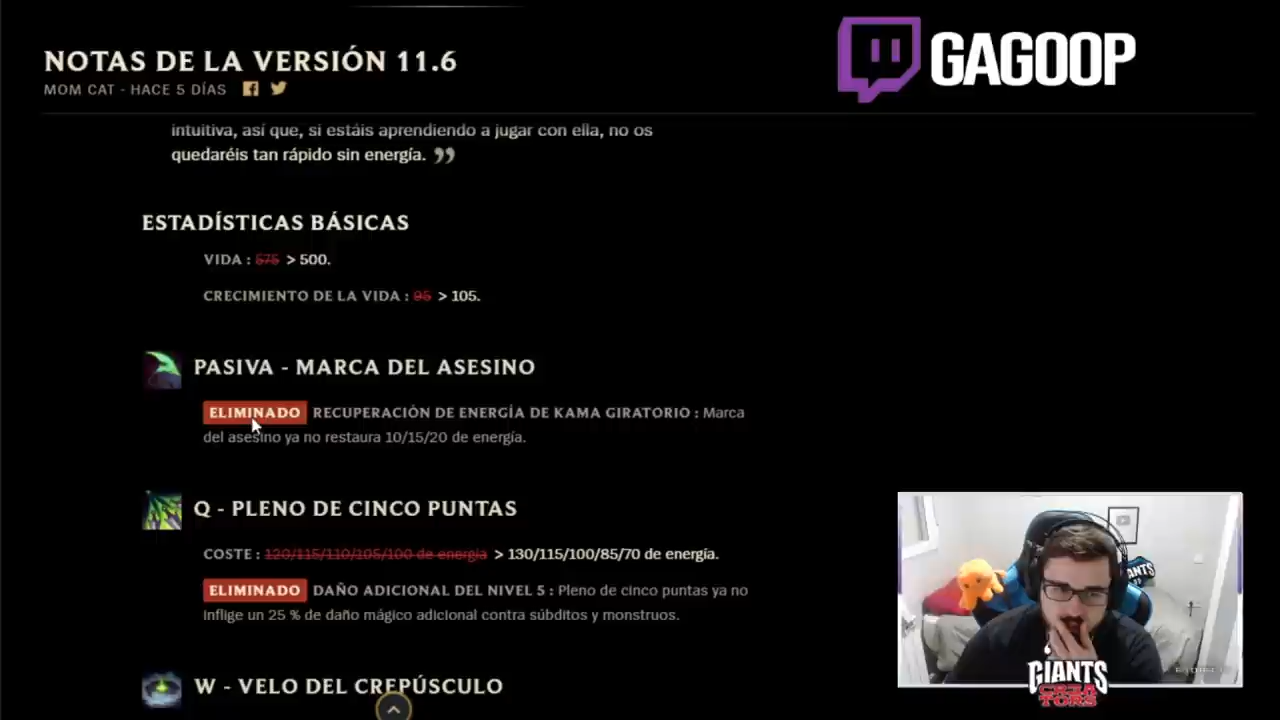 NOTAS DE LA VERSIÓN 11.6
MOM CAT - HACE 5 DÍAS
GAGOOP
intuitiva, así que, si estáis aprendiendo a jugar con ella, no os
quedaréis tan rápido sin energía. ”
ESTADÍSTICAS BÁSICAS
VIDA : 575 > 500.
CRECIMIENTO DE LA VIDA : 95 > 105.
PASIVA - MARCA DEL ASESINO
ELIMINADO RECUPERACIÓN DE ENERGÍA DE KAMA GIRATORIO : Marca
del asesino ya no restaura 10/15/20 de energía.
Q - PLENO DE CINCO PUNTAS
COSTE : 120/115/110/105/100 de energía > 130/115/100/85/70 de energía.
ELIMINADO DAÑO ADICIONAL DEL NIVEL 5 : Pleno de cinco puntas ya no
inflige un 25 % de daño mágico adicional contra súbditos y monstruos.
W - VELO DEL CREPÚSCULO
GIANTS
CREA
TORS